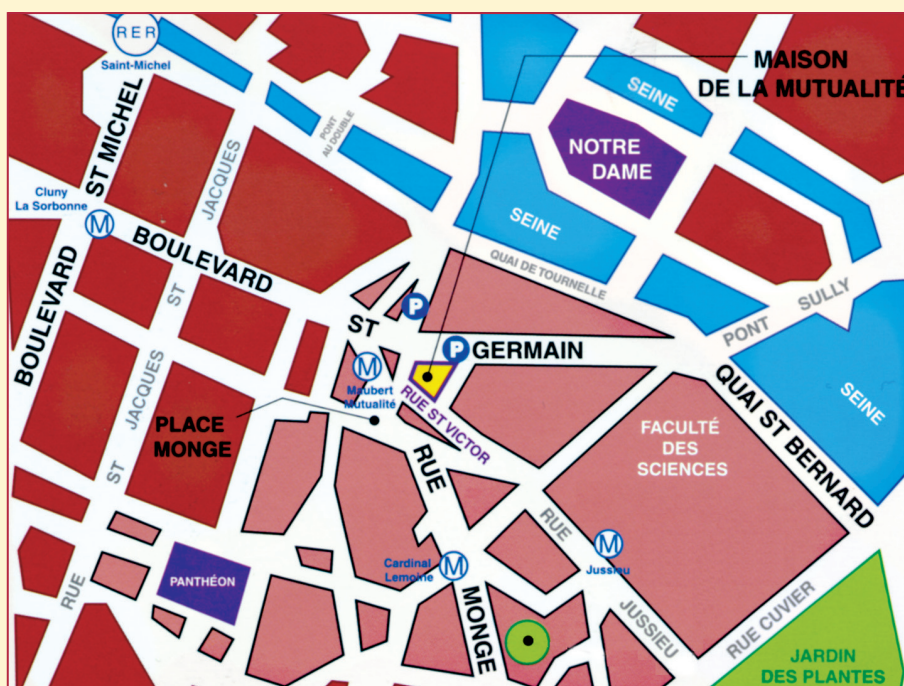 RER
Saint-Michel
MAISON
DE LA MUTUALITÉ
SEINE
PONT
AU DOUBLE
NOTRE
DAME
BOULEVARD ST MICHEL
RUE ST JACQUES ST JACQUES
Cluny
La Sorbonne
M
SEINE
BOULEVARD ST GERMAIN
QUAI DE TOURNELLE
PONT SULLY
P
P
M
Maubert
Mutualité
RUE ST VICTOR
QUAI ST BERNARD
SEINE
PLACE
MONGE
FACULTÉ
DES
SCIENCES
RUE MONGE
RUE JUSSIEU
M
Jussieu
Cardinal
Lemoine
M
PANTHÉON
RUE CUVIER
JARDIN
DES PLANTES